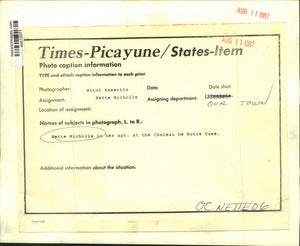 AUG 11 1987
AUG 11 1987
Times-Picayune/States-Item
Photo caption information
TYPE and attach caption information to each print
Photographer: eliot kamenitz Date: Date shot:
Assignment. Nette Nicholls Assigning department: Lifestyle
OUR TOWN
Location of assignment:
Names of subjects in photograph, L to R.:
Nette Nicholls in her apt. at the Chateau De Notre Dame.
Additional information about the situation:
OC NETTED6